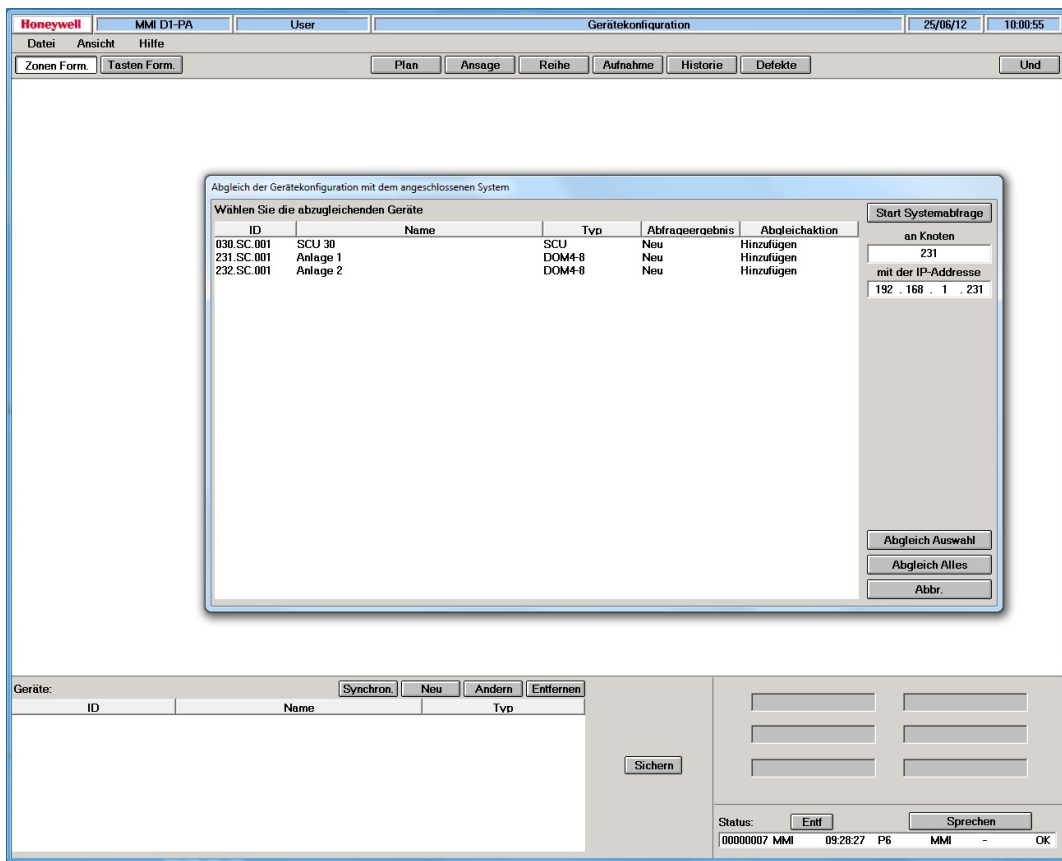 Honeywell MMI D1-PA User Gerätekonfiguration 25/06/12 10:00:55
Datei Ansicht Hilfe
Zonen Form. Tasten Form. Plan Ansage Reihe Aufnahme Historie Defekte Und
Abgleich der Gerätekonfiguration mit dem angeschlossenen System
Wählen Sie die abzugleichenden Geräte
Start Systemabfrage
ID Name Typ Abfrageergebnis Abgleichaktion
030.SC.001 SCU 30 SCU Neu Hinzufügen
231.SC.001 Anlage 1 DOM4-8 Neu Hinzufügen
232.SC.001 Anlage 2 DOM4-8 Neu Hinzufügen
an Knoten
231
mit der IP-Addresse
192 . 168 . 1 . 231
Abgleich Auswahl
Abgleich Alles
Abbr.
Geräte: Synchron. Neu Ändern Entfernen
ID Name Typ
Sichern
Status: Entf Sprechen
00000007 MMI 09:28:27 P6 MMI - OK